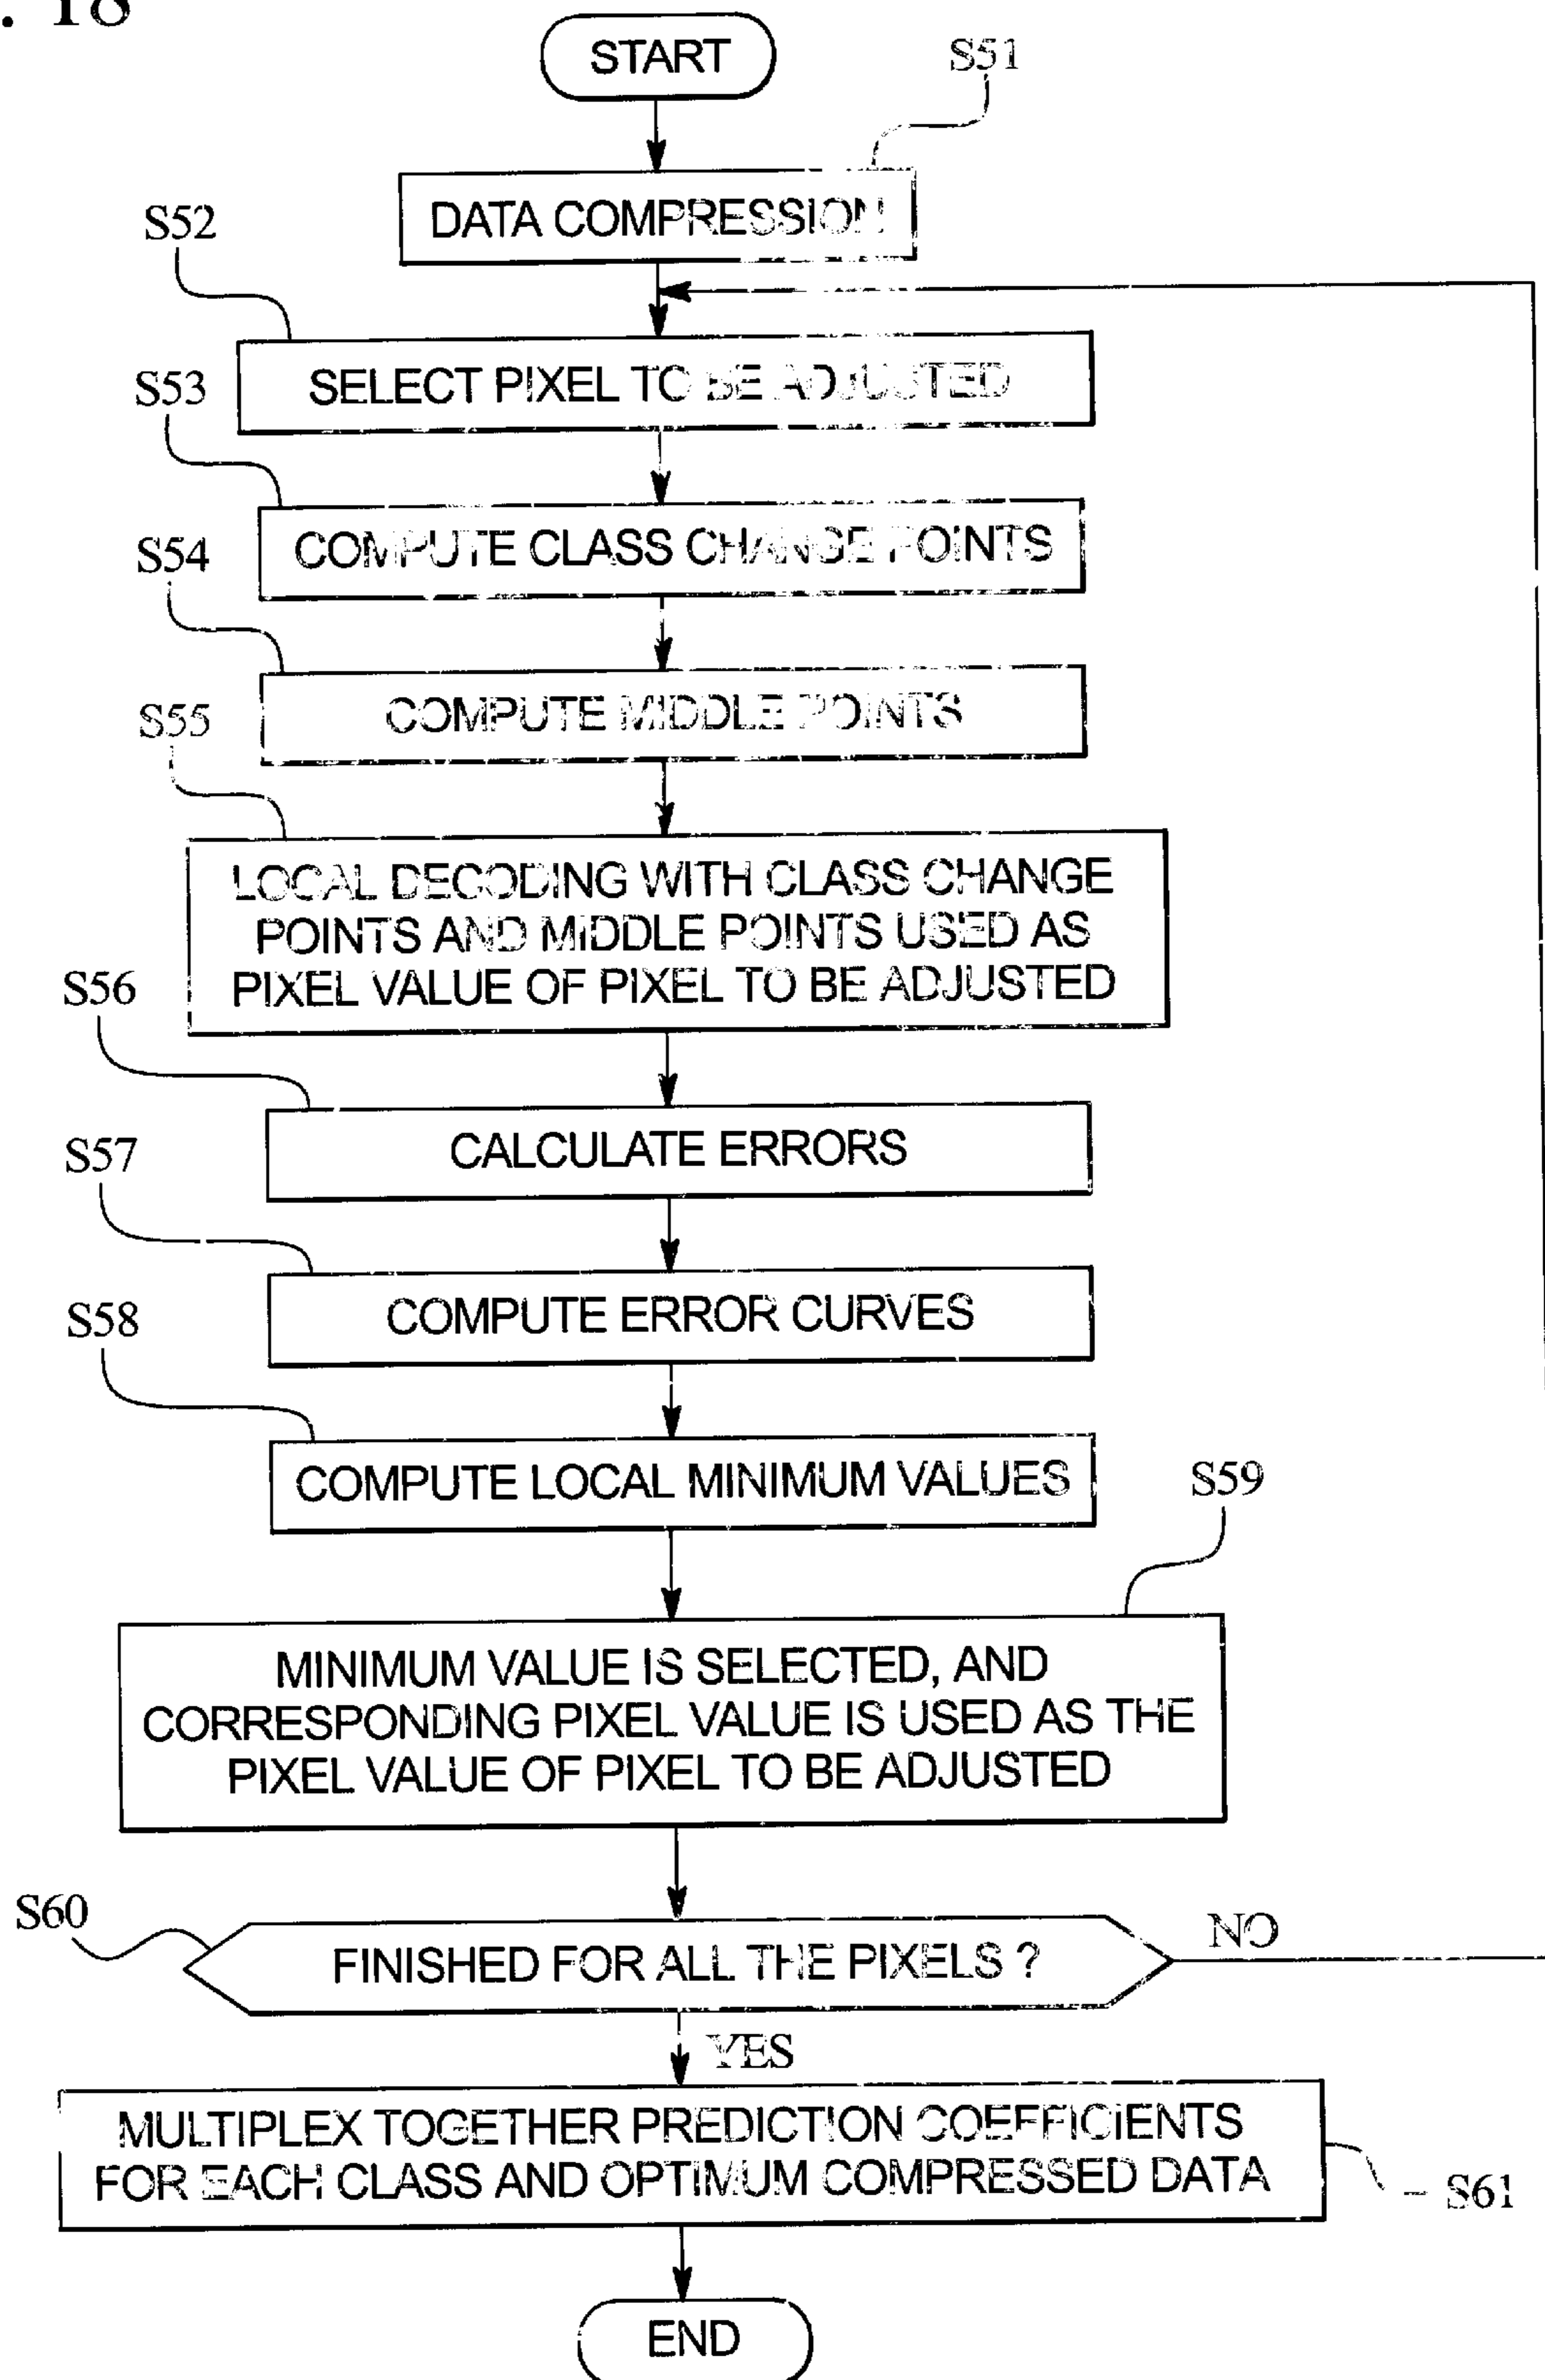 . 18
START
S51
DATA COMPRESSION
S52
SELECT PIXEL TO BE ADJUSTED
S53
COMPUTE CLASS CHANGE POINTS
S54
COMPUTE MIDDLE POINTS
S55
LOCAL DECODING WITH CLASS CHANGE
POINTS AND MIDDLE POINTS USED AS
PIXEL VALUE OF PIXEL TO BE ADJUSTED
S56
CALCULATE ERRORS
S57
COMPUTE ERROR CURVES
S58
COMPUTE LOCAL MINIMUM VALUES
S59
MINIMUM VALUE IS SELECTED, AND
CORRESPONDING PIXEL VALUE IS USED AS THE
PIXEL VALUE OF PIXEL TO BE ADJUSTED
S60
FINISHED FOR ALL THE PIXELS ?
NO
YES
MULTIPLEX TOGETHER PREDICTION COEFFICIENTS
FOR EACH CLASS AND OPTIMUM COMPRESSED DATA
S61
END